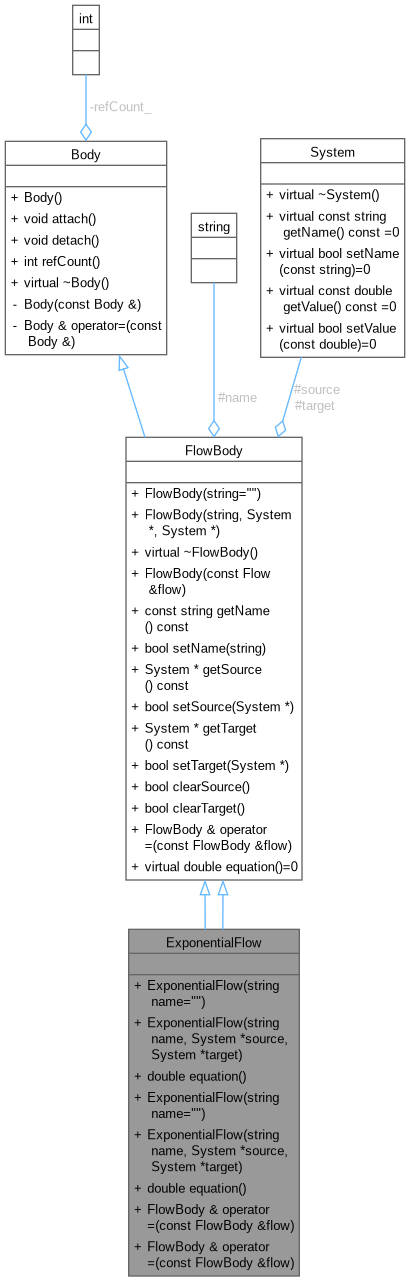 int
-refCount_
Body
+ Body()
+ void attach()
+ void detach()
+ int refCount()
+ virtual ~Body()
- Body(const Body &)
- Body & operator=(const
Body &)
string
#name
System
+ virtual ~System()
+ virtual const string
getName() const =0
+ virtual bool setName
(const string)=0
+ virtual const double
getValue() const =0
+ virtual bool setValue
(const double)=0
#source
#target
FlowBody
+ FlowBody(string="")
+ FlowBody(string, System
*, System *)
+ virtual ~FlowBody()
+ FlowBody(const Flow
&flow)
+ const string getName
() const
+ bool setName(string)
+ System * getSource
() const
+ bool setSource(System *)
+ System * getTarget
() const
+ bool setTarget(System *)
+ bool clearSource()
+ bool clearTarget()
+ FlowBody & operator
=(const FlowBody &flow)
+ virtual double equation()=0
ExponentialFlow
+ ExponentialFlow(string
name="")
+ ExponentialFlow(string
name, System *source,
System *target)
+ double equation()
+ ExponentialFlow(string
name="")
+ ExponentialFlow(string
name, System *source,
System *target)
+ double equation()
+ FlowBody & operator
=(const FlowBody &flow)
+ FlowBody & operator
=(const FlowBody &flow)